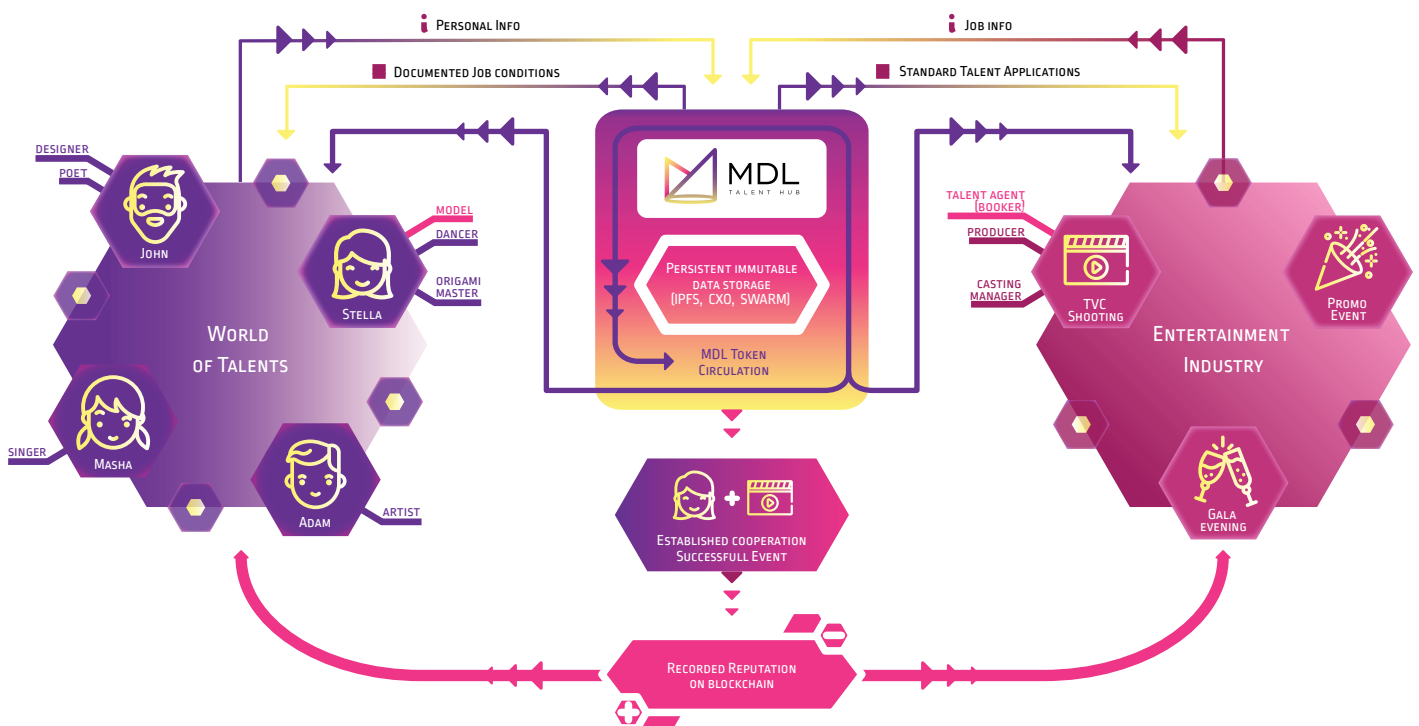 Personal Info
Job info
Documented Job conditions
Standard Talent Applications
DESIGNER
POET
John
MODEL
DANCER
ORIGAMI
MASTER
Stella
World
of Talents
SINGER
Masha
Adam
ARTIST
MDL
TALENT HUB
Persistent immutable
data storage
(IPFS, CXO, SWARM)
MDL Token
Circulation
TALENT AGENT
(BOOKER)
PRODUCER
CASTING
MANAGER
TVC
Shooting
Promo
Event
Entertainment
Industry
Gala
evening
Established cooperation
Successfull Event
Recorded Reputation
on blockchain